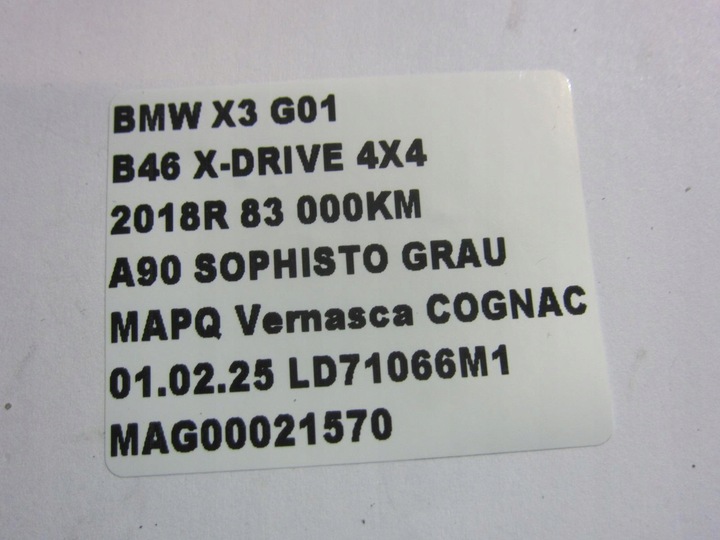 BMW X3 G01
B46 X-DRIVE 4X4
2018R 83 000KM
A90 SOPHISTO GRAU
MAPQ Vernasca COGNAC
01.02.25 LD71066M1
MAG00021570